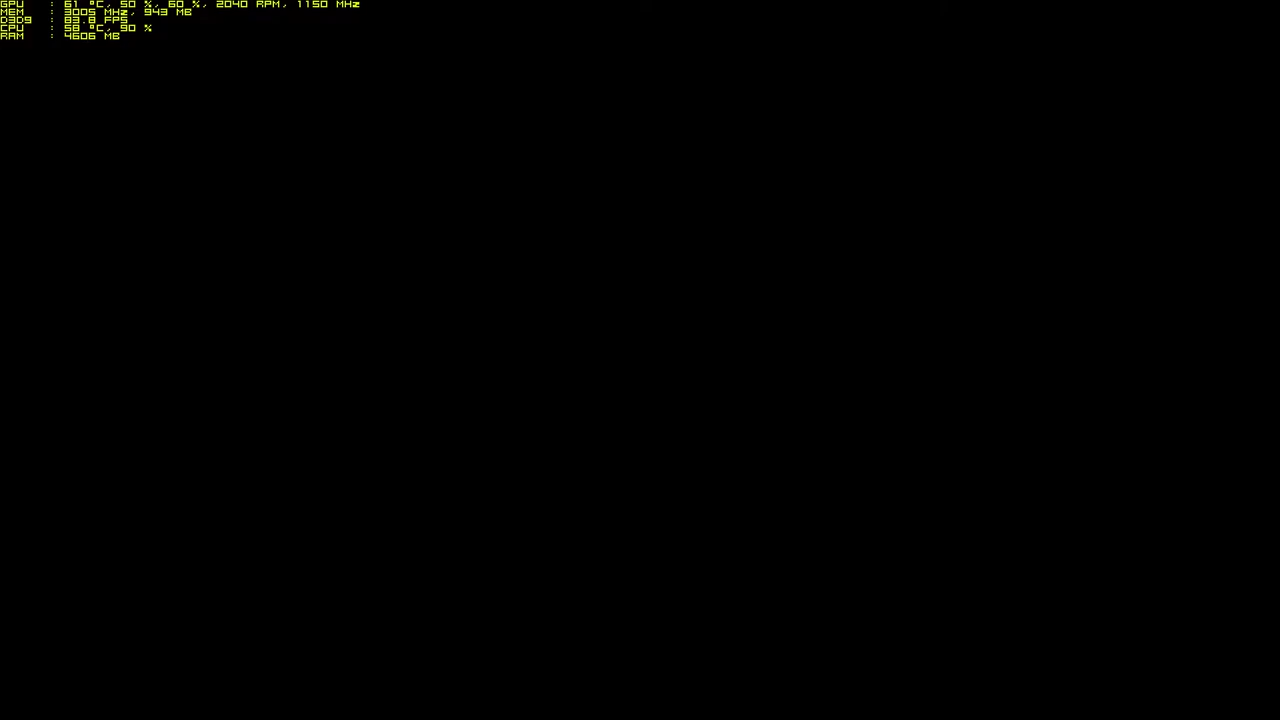 GPU : 61 °C, 50 %, 60 %, 2040 RPM, 1150 MHz
MEM : 3005 MHz, 943 MB
D3D9 : 83.8 FPS
CPU : 58 °C, 90 %
RAM : 4606 MB